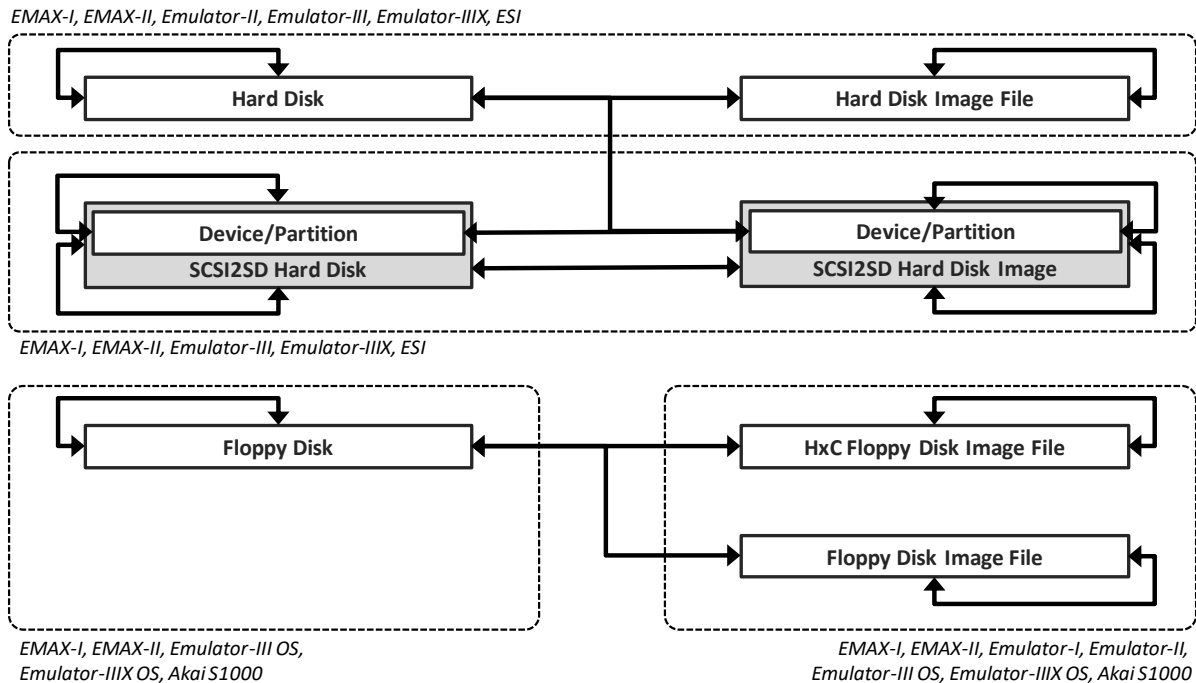 EMAX-I, EMAX-II, Emulator-II, Emulator-III, Emulator-IIIX, ESI
Hard Disk
Hard Disk Image File
Device/Partition
Device/Partition
SCSI2SD Hard Disk
SCSI2SD Hard Disk Image
EMAX-I, EMAX-II, Emulator-III, Emulator-IIIX, ESI
Floppy Disk
HxC Floppy Disk Image File
Floppy Disk Image File
EMAX-I, EMAX-II, Emulator-III OS,
Emulator-IIIX OS, Akai S1000
EMAX-I, EMAX-II, Emulator-I, Emulator-II,
Emulator-III OS, Emulator-IIIX OS, Akai S1000